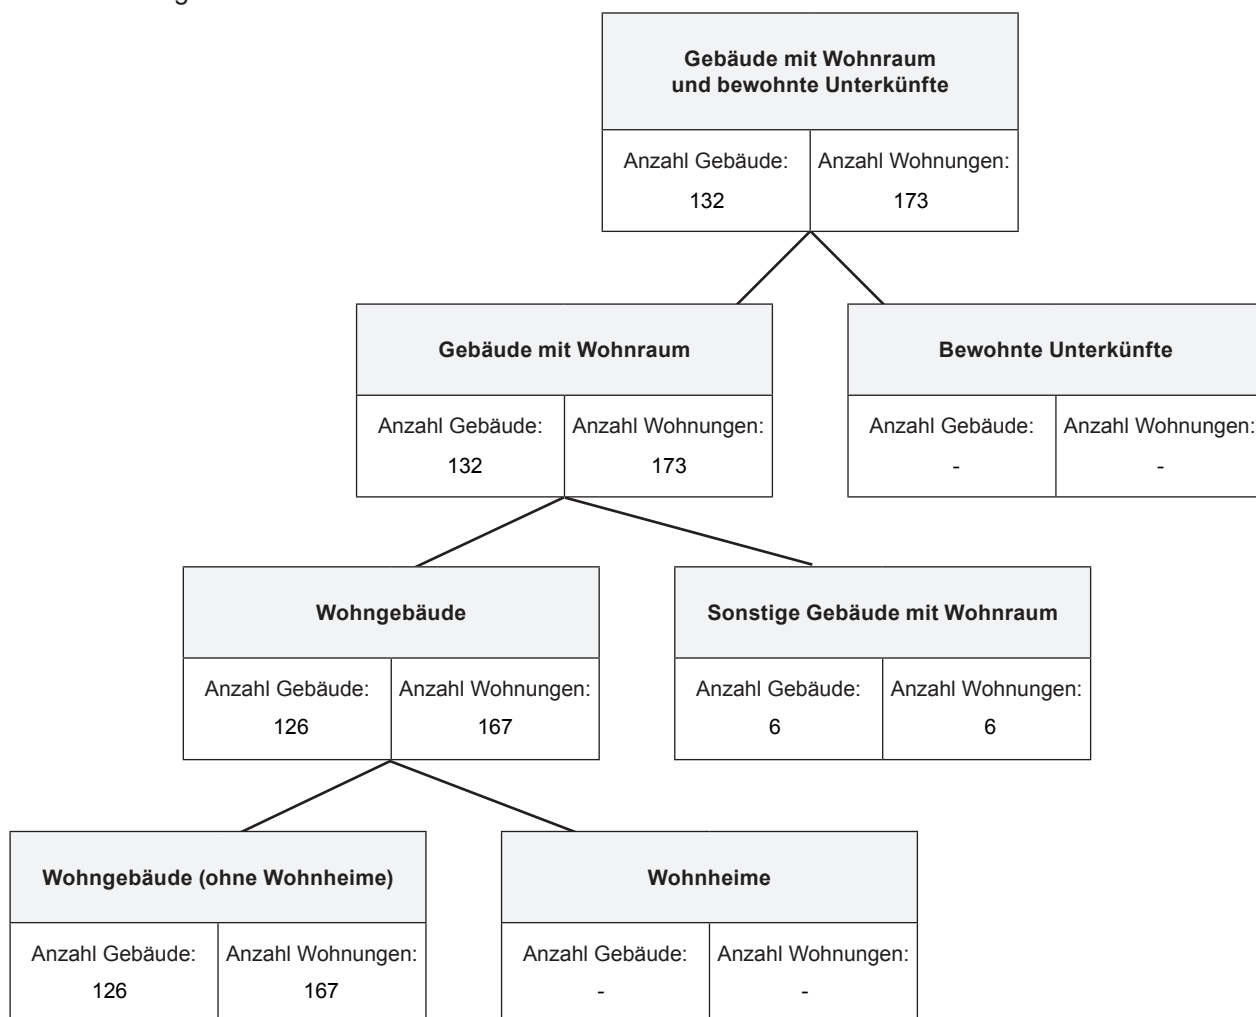 Gebäude mit Wohnraum
und bewohnte Unterkünfte
Anzahl Gebäude: Anzahl Wohnungen:
132 173
Gebäude mit Wohnraum Bewohnte Unterkünfte
Anzahl Gebäude: Anzahl Wohnungen: Anzahl Gebäude: Anzahl Wohnungen:
132 173 - -
Wohngebäude Sonstige Gebäude mit Wohnraum
Anzahl Gebäude: Anzahl Wohnungen: Anzahl Gebäude: Anzahl Wohnungen:
126 167 6 6
Wohngebäude (ohne Wohnheime) Wohnheime
Anzahl Gebäude: Anzahl Wohnungen: Anzahl Gebäude: Anzahl Wohnungen:
126 167 - -